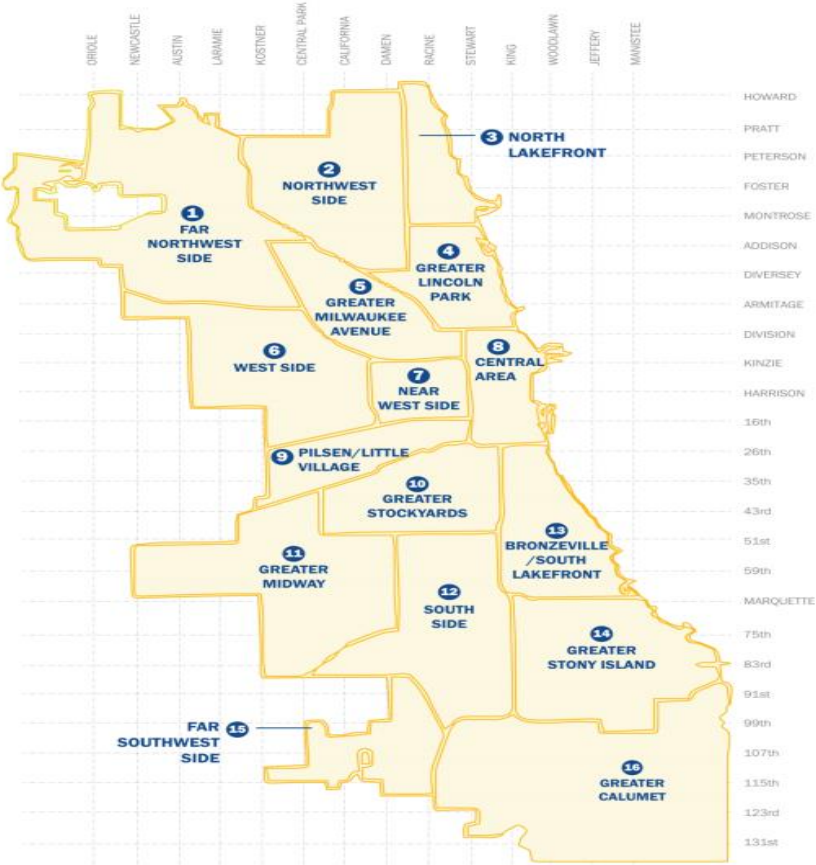 ORIOLE
NEWCASTLE
AUSTIN
LARAMIE
KOSTNER
CENTRAL PARK
CALIFORNIA
DAMEN
RACINE
STEWART
KING
WOODLAWN
JEFFERY
MANISTEE
HOWARD
PRATT
PETERSON
FOSTER
MONTROSE
ADDISON
DIVERSEY
ARMITAGE
DIVISION
KINZIE
HARRISON
16th
26th
35th
43rd
51st
59th
MARQUETTE
75th
83rd
91st
99th
107th
115th
123rd
131st
1
FAR
NORTHWEST
SIDE
2
NORTHWEST
SIDE
3 NORTH
LAKEFRONT
4
GREATER
LINCOLN
PARK
5
GREATER
MILWAUKEE
AVENUE
6
WEST SIDE
7
NEAR
WEST SIDE
8
CENTRAL
AREA
9 PILSEN/LITTLE
VILLAGE
10
GREATER
STOCKYARDS
11
GREATER
MIDWAY
12
SOUTH
SIDE
13
BRONZEVILLE
/SOUTH
LAKEFRONT
14
GREATER
STONY ISLAND
FAR 15
SOUTHWEST
SIDE
16
GREATER
CALUMET